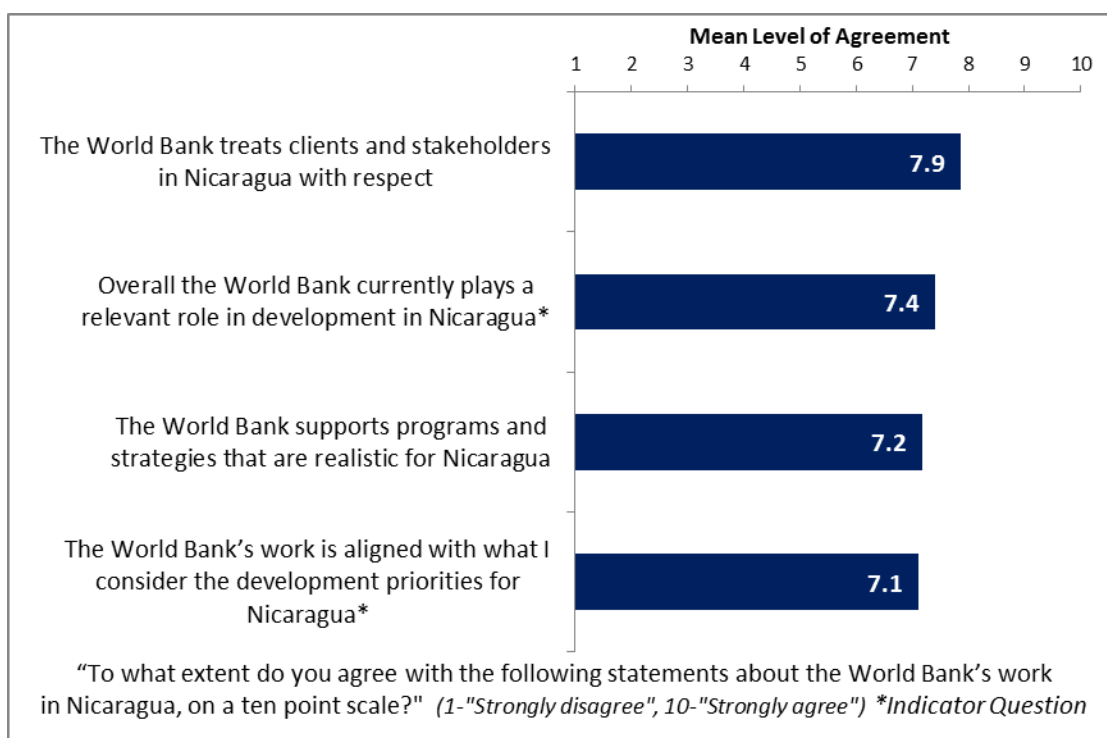 Mean Level of Agreement
1 2 3 4 5 6 7 8 9 10
The World Bank treats clients and stakeholders
in Nicaragua with respect
7.9
Overall the World Bank currently plays a
relevant role in development in Nicaragua*
7.4
The World Bank supports programs and
strategies that are realistic for Nicaragua
7.2
The World Bank’s work is aligned with what I
consider the development priorities for
Nicaragua*
7.1
“To what extent do you agree with the following statements about the World Bank’s work
in Nicaragua, on a ten point scale?" (1-"Strongly disagree", 10-"Strongly agree") *Indicator Question